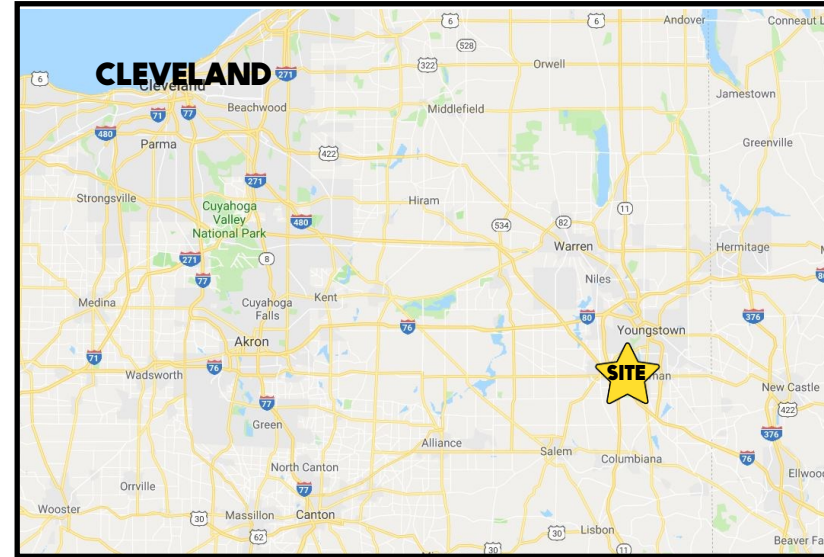 6
6
Andover
Conneaut L
528
CLEVELAND
Cleveland
271
322
Orwell
6
Jamestown
Beachwood
Middlefield
71
77
480
Parma
Greenville
422
271
Strongsville
Cuyahoga
Valley
National Park
Hiram
11
480
534
82
Warren
Hermitage
8
271
77
Niles
80
Medina
Cuyahoga
Falls
Kent
376
76
80
Youngstown
Akron
71
76
Wadsworth
SITE
man
New Castle
77
422
Green
376
Alliance
Salem
Columbiana
76
North Canton
Ellwoo
Orrville
77
Wooster
30
Massillon
Canton
62
30
Lisbon
30
11
Beaver Fa